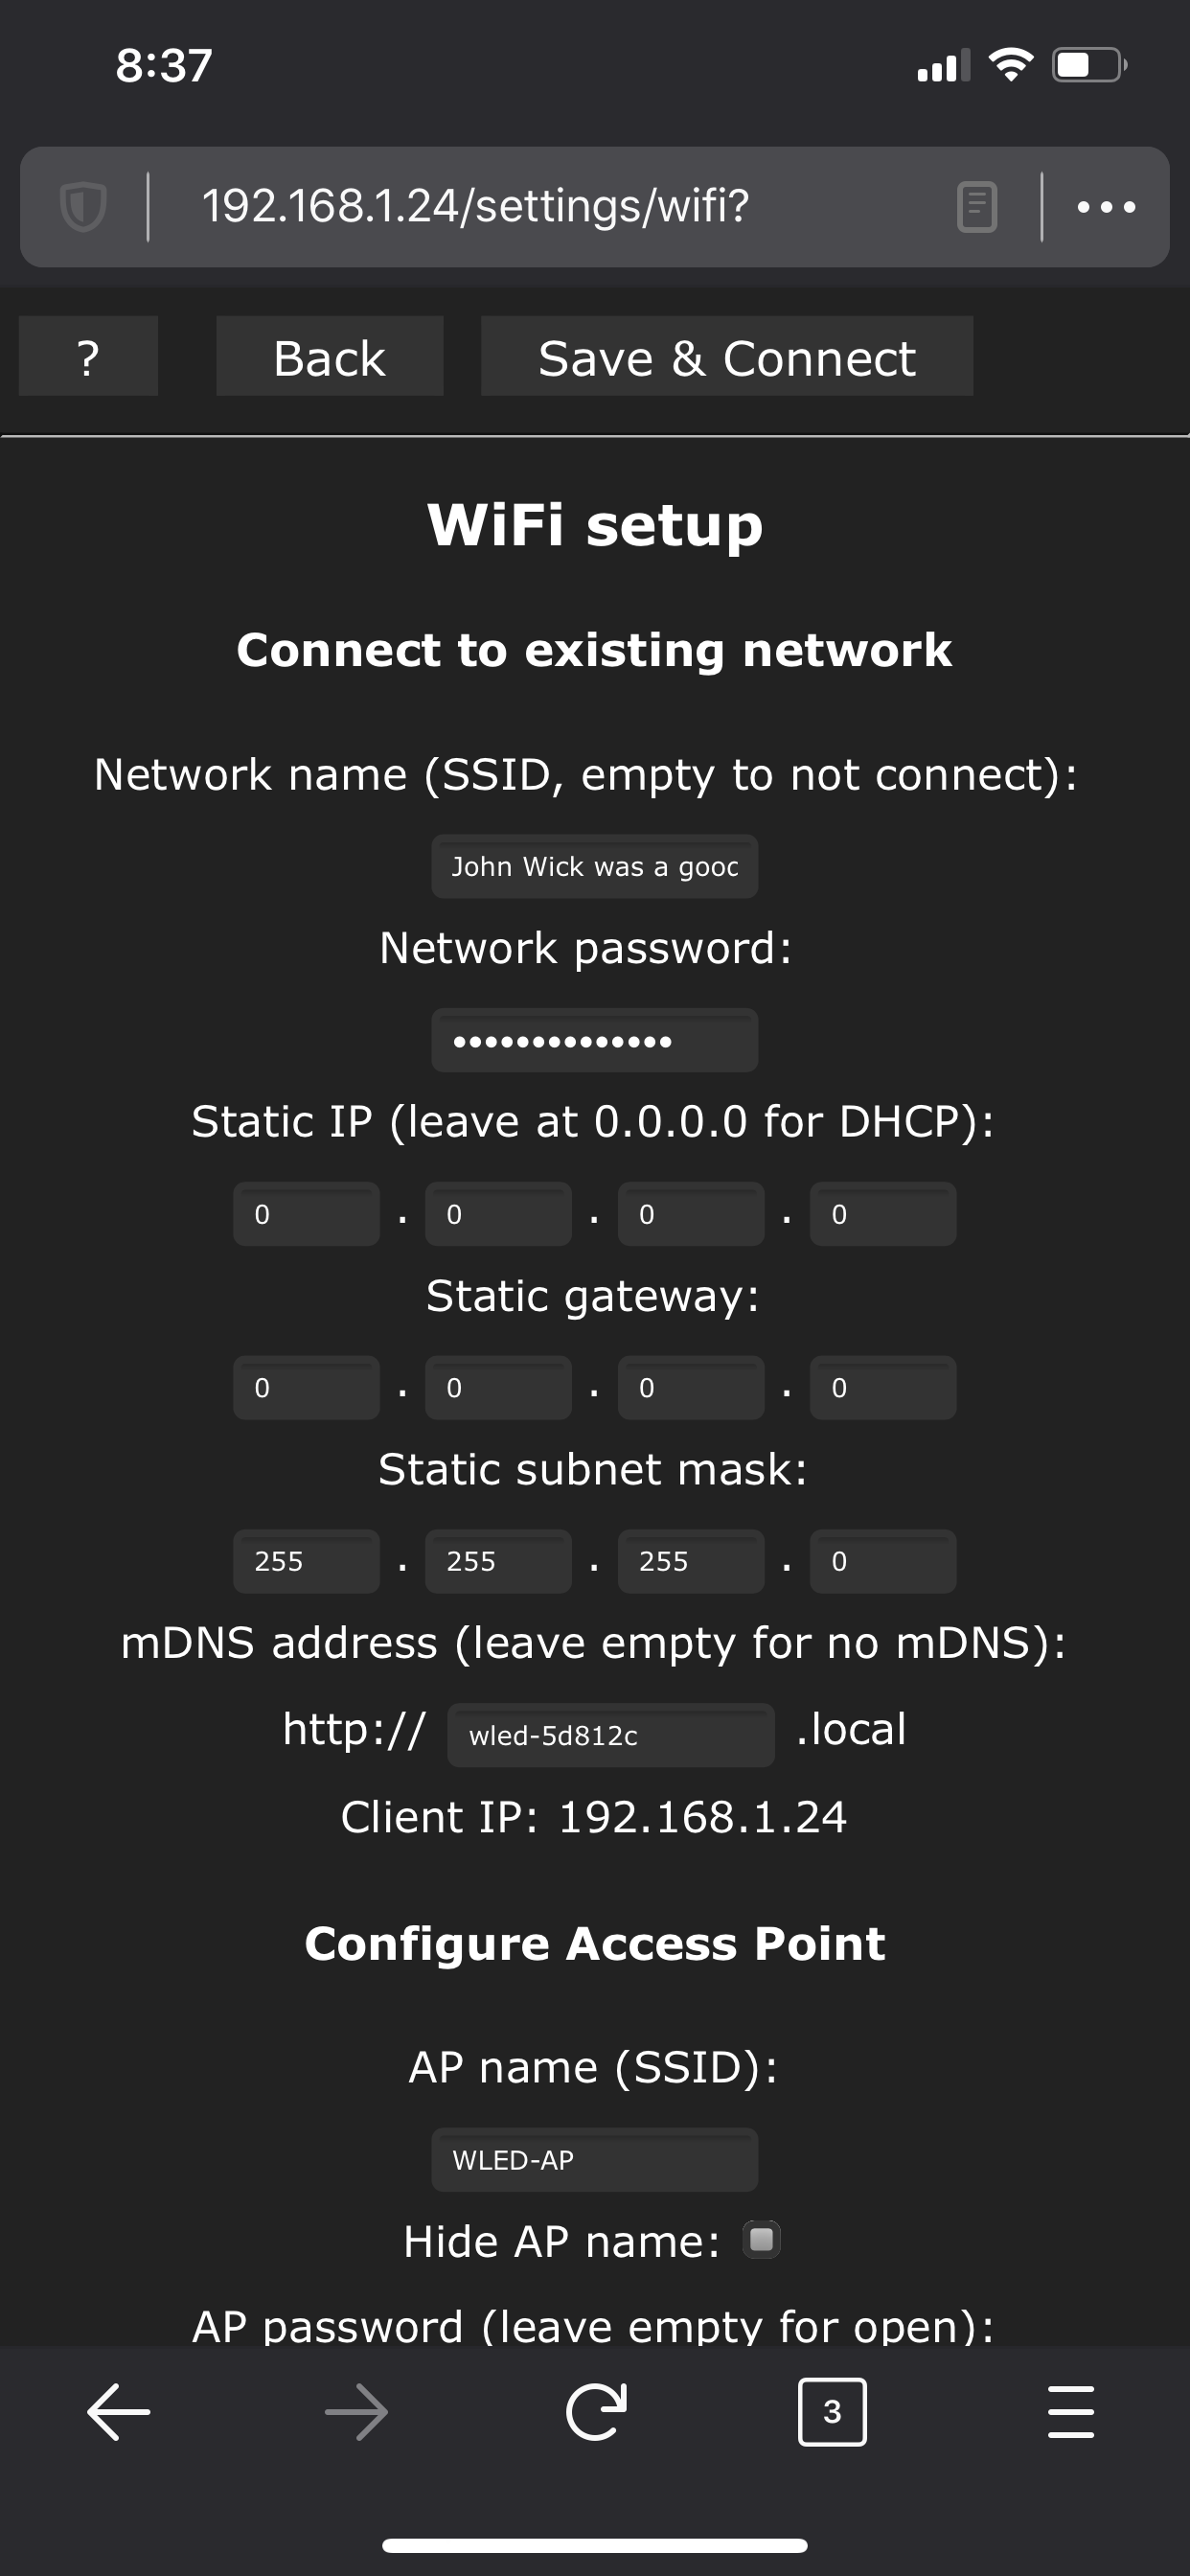 8:37
192.168.1.24/settings/wifi?
? Back Save & Connect
WiFi setup
Connect to existing network
Network name (SSID, empty to not connect):
John Wick was a
Network password:
••••••••••••••
Static IP (leave at 0.0.0.0 for DHCP):
0 . 0 . 0 . 0
Static gateway:
0 . 0 . 0 . 0
Static subnet mask:
255 . 255 . 255 . 0
mDNS address (leave empty for no mDNS):
http:// wled-5d812c .local
Client IP: 192.168.1.24
Configure Access Point
AP name (SSID):
WLED-AP
Hide AP name:
AP password (leave empty for open):
3